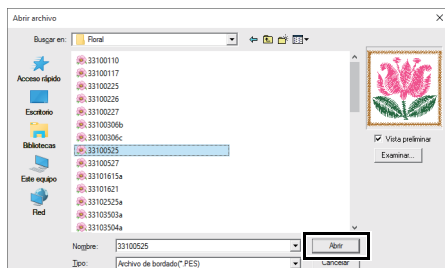 Abrir archivo
Buscar en: Floral
33100110
33100117
33100225
33100226
33100227
33100306b
33100306c
33100525
33100527
33101615a
33101621
33102525a
33103503a
33103504a
Acceso rápido
Escritorio
Bibliotecas
Este equipo
Red
Vista preliminar
Examinar...
Nombre: 33100525 Abrir
Tipo: Archivo de bordado(*.PES) Cancelar